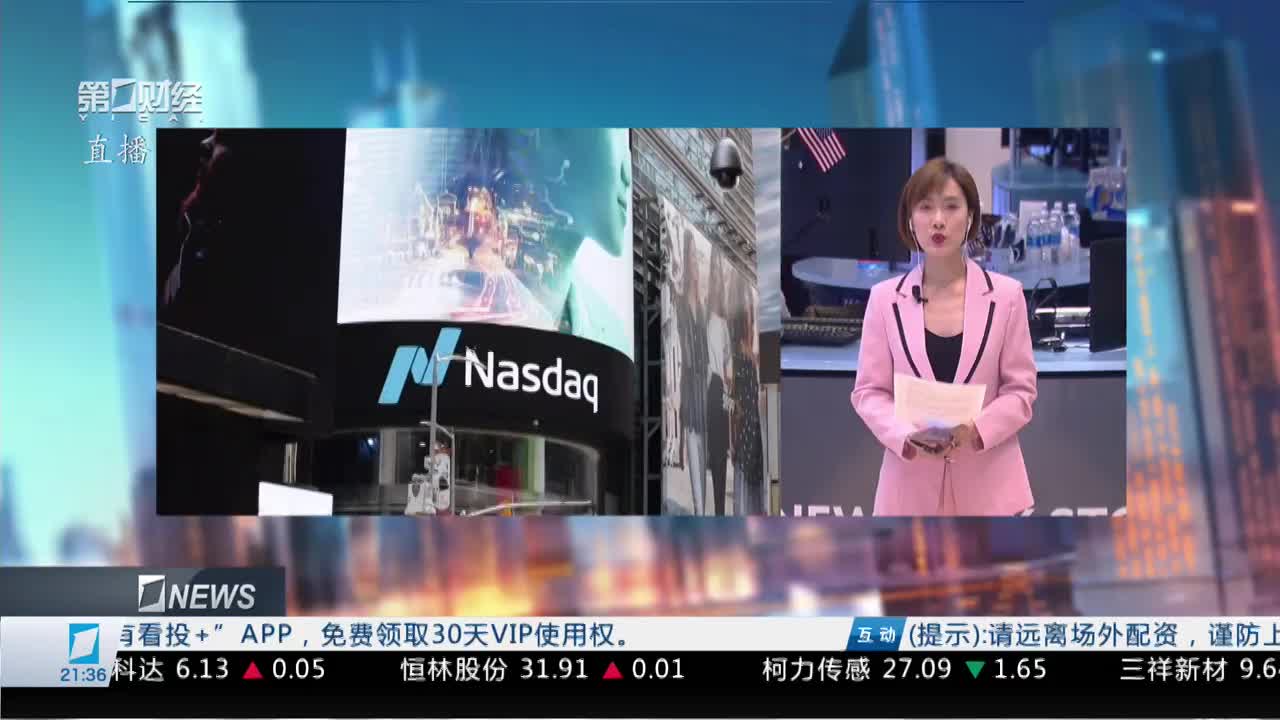 第一财经
YICAI
直播
Nasdaq
NEWS
有看投+”APP，免费领取30天VIP使用权。
互动 (提示):请远离场外配资，谨防上
21:36
科达 6.13 ▲ 0.05 恒林股份 31.91 ▲ 0.01 柯力传感 27.09 ▼ 1.65 三祥新材 9.64